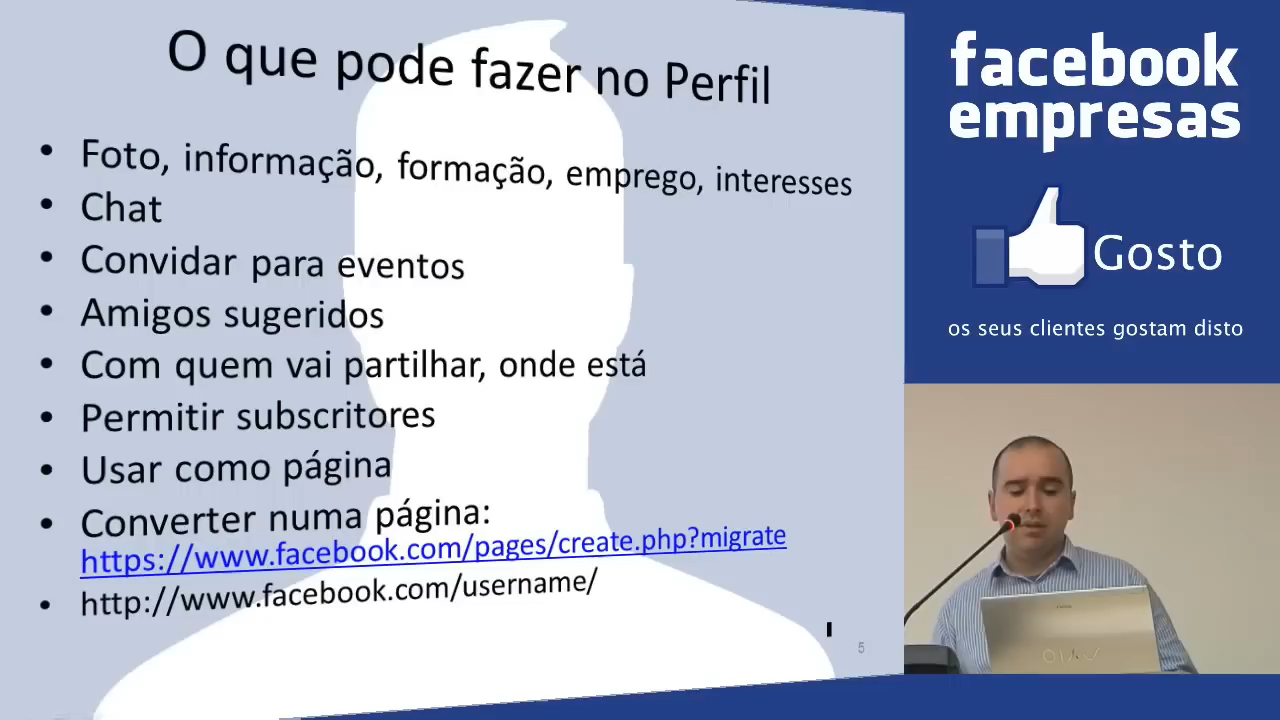 O que pode fazer no Perfil
• Foto, informação, formação, emprego, interesses
• Chat
• Convidar para eventos
• Amigos sugeridos
• Com quem vai partilhar, onde está
• Permitir subscritores
• Usar como página
• Converter numa página:
https://www.facebook.com/pages/create.php?migrate
• http://www.facebook.com/username/
5
facebook
empresas
Gosto
os seus clientes gostam disto